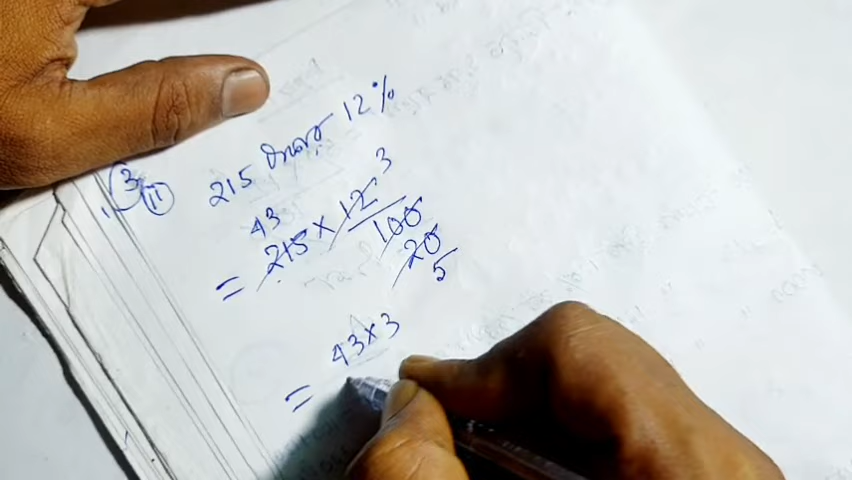 3
ii
215 টাকার 12%
43 3
= 215 × 12
100
20
5
= 43×3